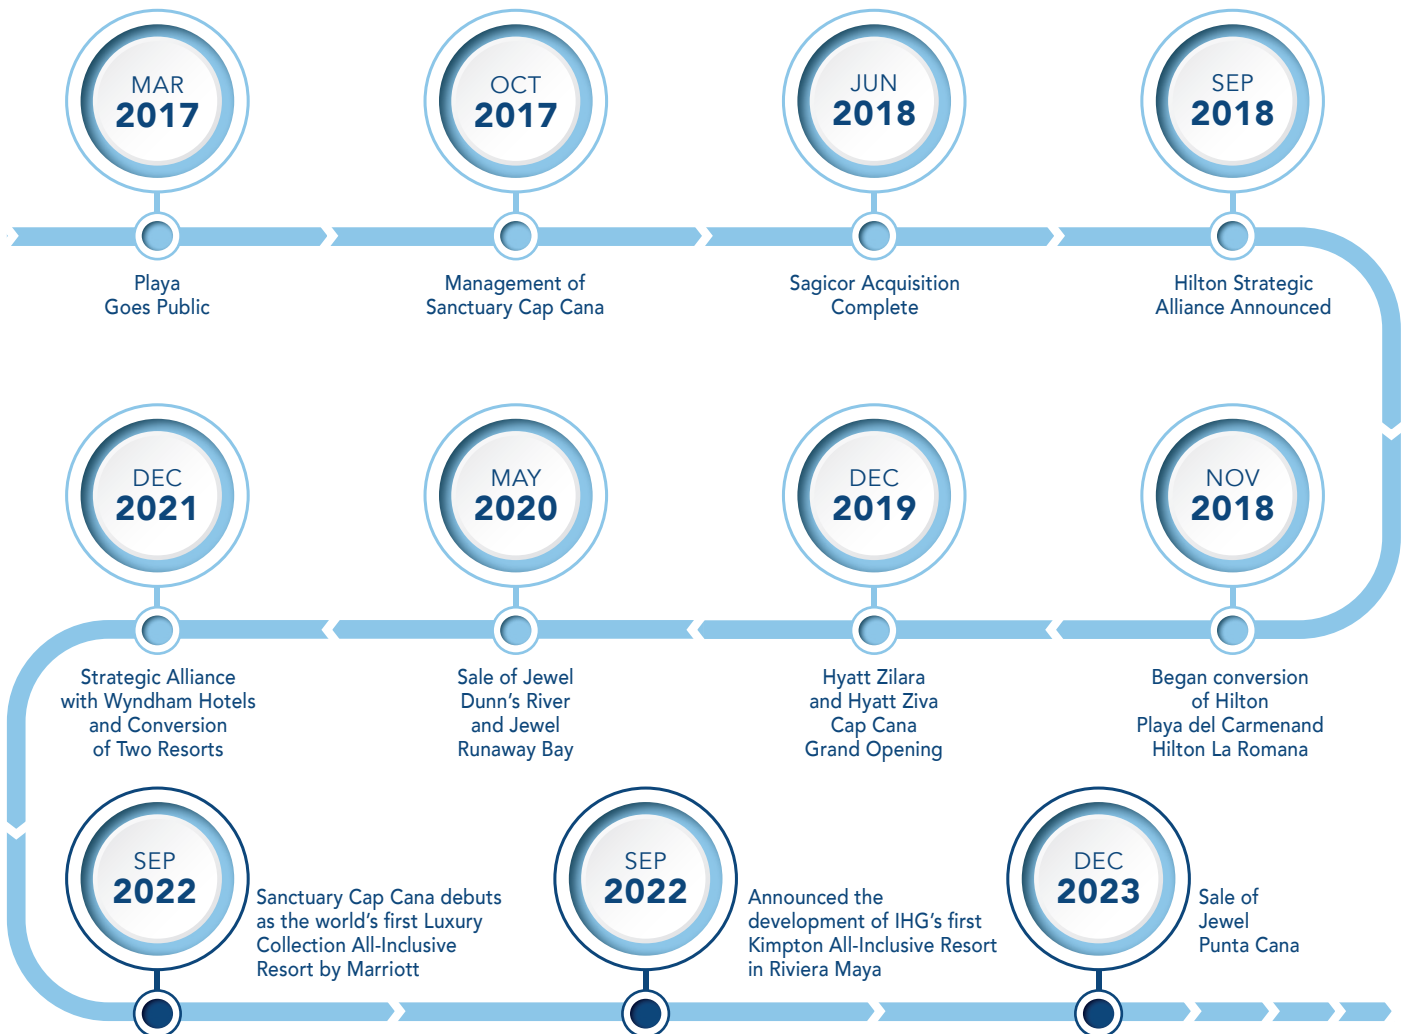 MAR
2017
Playa
Goes Public
OCT
2017
Management of
Sanctuary Cap Cana
JUN
2018
Sagicor Acquisition
Complete
SEP
2018
Hilton Strategic
Alliance Announced
NOV
2018
Began conversion
of Hilton
Playa del Carmenand
Hilton La Romana
DEC
2019
Hyatt Zilara
and Hyatt Ziva
Cap Cana
Grand Opening
MAY
2020
Sale of Jewel
Dunn’s River
and Jewel
Runaway Bay
DEC
2021
Strategic Alliance
with Wyndham Hotels
and Conversion
of Two Resorts
SEP
2022
Sanctuary Cap Cana debuts
as the world’s first Luxury
Collection All-Inclusive
Resort by Marriott
SEP
2022
Announced the
development of IHG’s first
Kimpton All-Inclusive Resort
in Riviera Maya
DEC
2023
Sale of
Jewel
Punta Cana